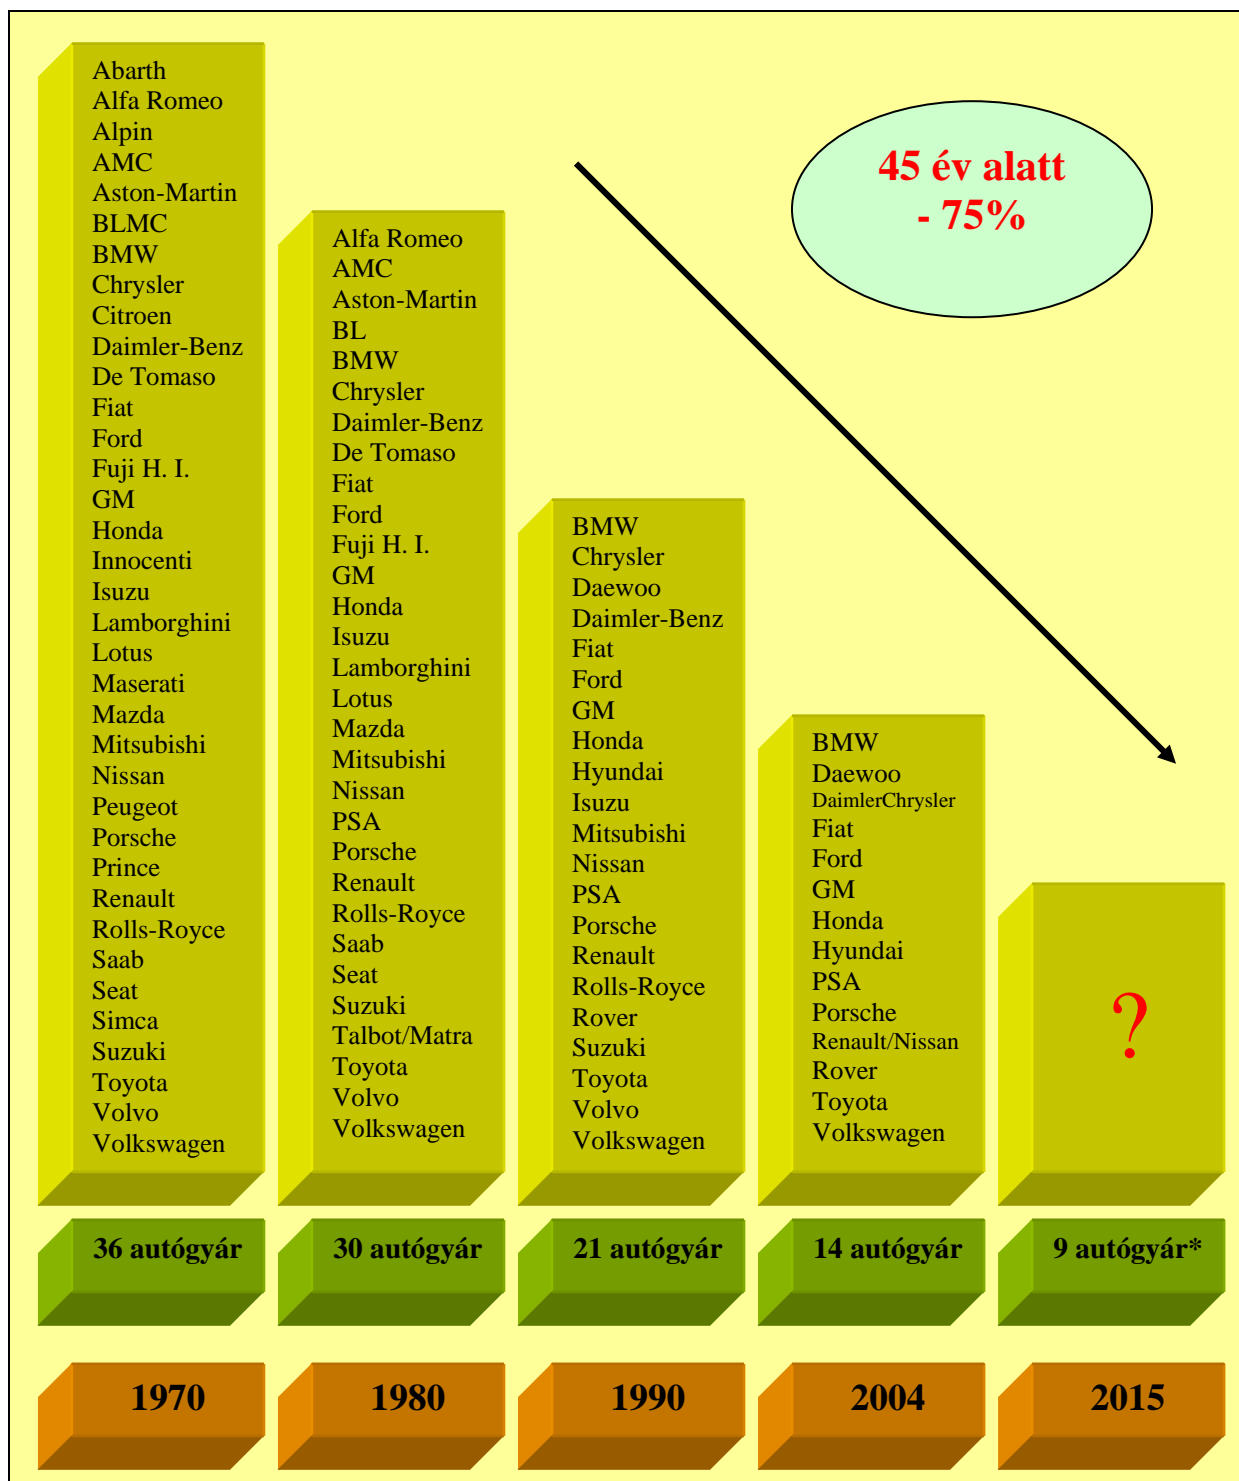 Abarth
Alfa Romeo
Alpin
AMC
Aston-Martin
BLMC
BMW
Chrysler
Citroen
Daimler-Benz
De Tomaso
Fiat
Ford
Fuji H. I.
GM
Honda
Innocenti
Isuzu
Lamborghini
Lotus
Maserati
Mazda
Mitsubishi
Nissan
Peugeot
Porsche
Prince
Renault
Rolls-Royce
Saab
Seat
Simca
Suzuki
Toyota
Volvo
Volkswagen
Alfa Romeo
AMC
Aston-Martin
BL
BMW
Chrysler
Daimler-Benz
De Tomaso
Fiat
Ford
Fuji H. I.
GM
Honda
Isuzu
Lamborghini
Lotus
Mazda
Mitsubishi
Nissan
PSA
Porsche
Renault
Rolls-Royce
Saab
Seat
Suzuki
Talbot/Matra
Toyota
Volvo
Volkswagen
BMW
Chrysler
Daewoo
Daimler-Benz
Fiat
Ford
GM
Honda
Hyundai
Isuzu
Mitsubishi
Nissan
PSA
Porsche
Renault
Rolls-Royce
Rover
Suzuki
Toyota
Volvo
Volkswagen
BMW
Daewoo
DaimlerChrysler
Fiat
Ford
GM
Honda
Hyundai
PSA
Porsche
Renault/Nissan
Rover
Toyota
Volkswagen
45 év alatt
- 75%
?
36 autógyár
30 autógyár
21 autógyár
14 autógyár
9 autógyár*
1970
1980
1990
2004
2015